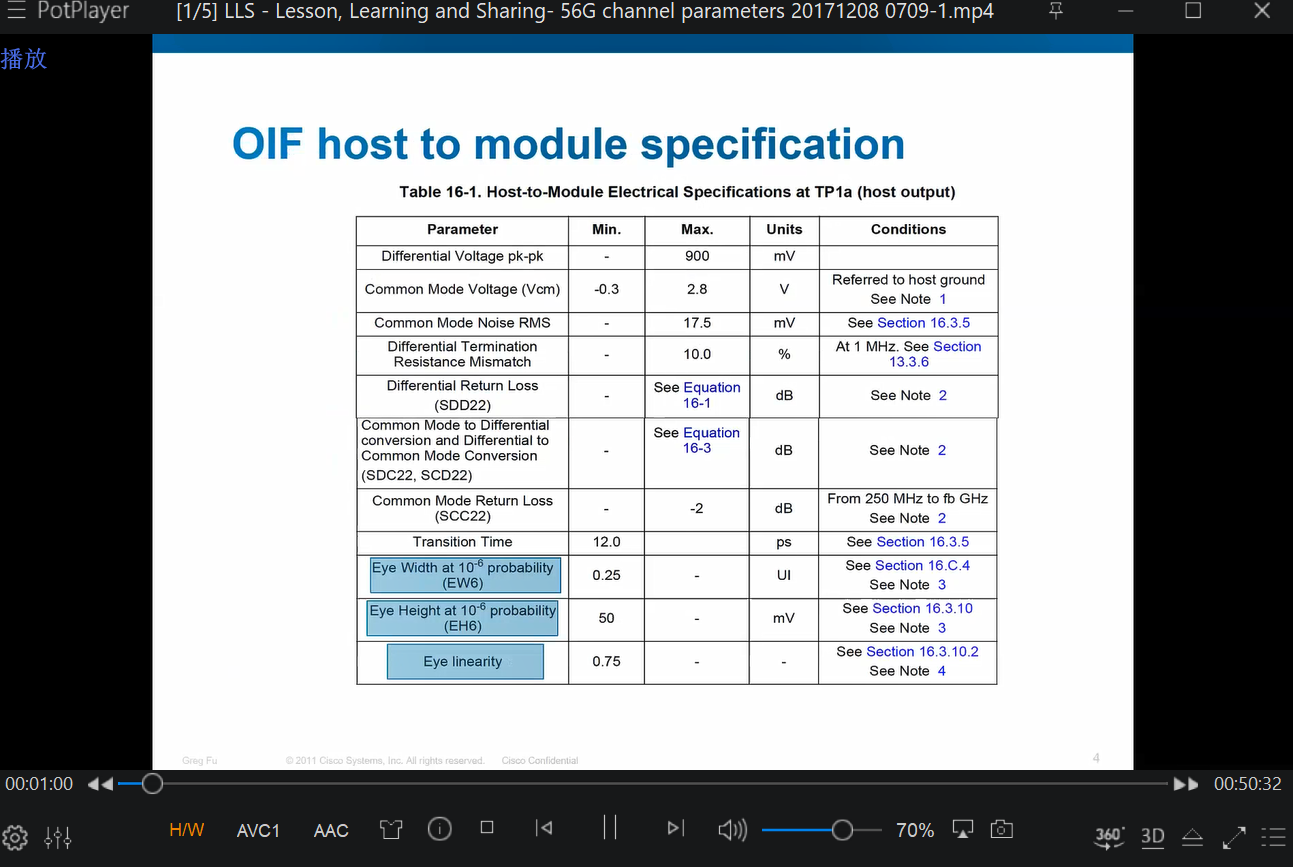 PotPlayer
[1/5] LLS - Lesson, Learning and Sharing- 56G channel parameters 20171208 0709-1.mp4
播放
OIF host to module specification
Table 16-1. Host-to-Module Electrical Specifications at TP1a (host output)
Parameter Min. Max. Units Conditions
Differential Voltage pk-pk - 900 mV
Common Mode Voltage (Vcm) -0.3 2.8 V Referred to host ground
See Note 1
Common Mode Noise RMS - 17.5 mV See Section 16.3.5
Differential Termination
Resistance Mismatch - 10.0 % At 1 MHz. See Section
13.3.6
Differential Return Loss
(SDD22) - See Equation
16-1 dB See Note 2
Common Mode to Differential
conversion and Differential to
Common Mode Conversion
(SDC22, SCD22) - See Equation
16-3 dB See Note 2
Common Mode Return Loss
(SCC22) - -2 dB From 250 MHz to fb GHz
See Note 2
Transition Time 12.0 ps See Section 16.3.5
Eye Width at 10-6 probability
(EW6) 0.25 - UI See Section 16.C.4
See Note 3
Eye Height at 10-6 probability
(EH6) 50 - mV See Section 16.3.10
See Note 3
Eye linearity 0.75 - - See Section 16.3.10.2
See Note 4
Greg Fu © 2011 Cisco Systems, Inc. All rights reserved. Cisco Confidential 4
00:01:00 00:50:32
H/W AVC1 AAC 70% 360° 3D